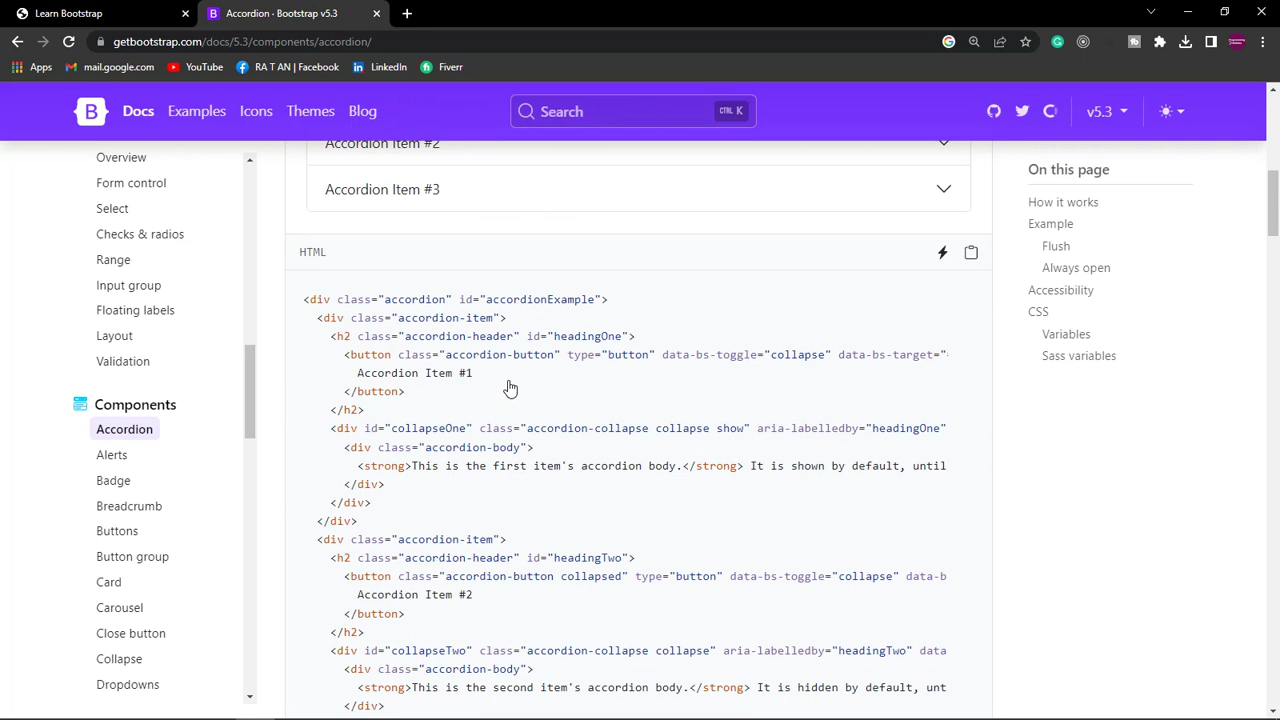 Learn Bootstrap
Accordion · Bootstrap v5.3
getbootstrap.com/docs/5.3/components/accordion/
Apps
mail.google.com
YouTube
RA T AN | Facebook
LinkedIn
Fiverr
B
Docs
Examples
Icons
Themes
Blog
Search
CTRL K
v5.3
Overview
Form control
Select
Checks & radios
Range
Input group
Floating labels
Layout
Validation
Components
Accordion
Alerts
Badge
Breadcrumb
Buttons
Button group
Card
Carousel
Close button
Collapse
Dropdowns
Accordion Item #2
Accordion Item #3
HTML
<div class="accordion" id="accordionExample">
<div class="accordion-item">
<h2 class="accordion-header" id="headingOne">
<button class="accordion-button" type="button" data-bs-toggle="collapse" data-bs-target="
Accordion Item #1
</button>
</h2>
<div id="collapseOne" class="accordion-collapse collapse show" aria-labelledby="headingOne"
<div class="accordion-body">
<strong>This is the first item's accordion body.</strong> It is shown by default, until
</div>
</div>
</div>
<div class="accordion-item">
<h2 class="accordion-header" id="headingTwo">
<button class="accordion-button collapsed" type="button" data-bs-toggle="collapse" data-b
Accordion Item #2
</button>
</h2>
<div id="collapseTwo" class="accordion-collapse collapse" aria-labelledby="headingTwo" data
<div class="accordion-body">
<strong>This is the second item's accordion body.</strong> It is hidden by default, unt
</div>
On this page
How it works
Example
Flush
Always open
Accessibility
CSS
Variables
Sass variables